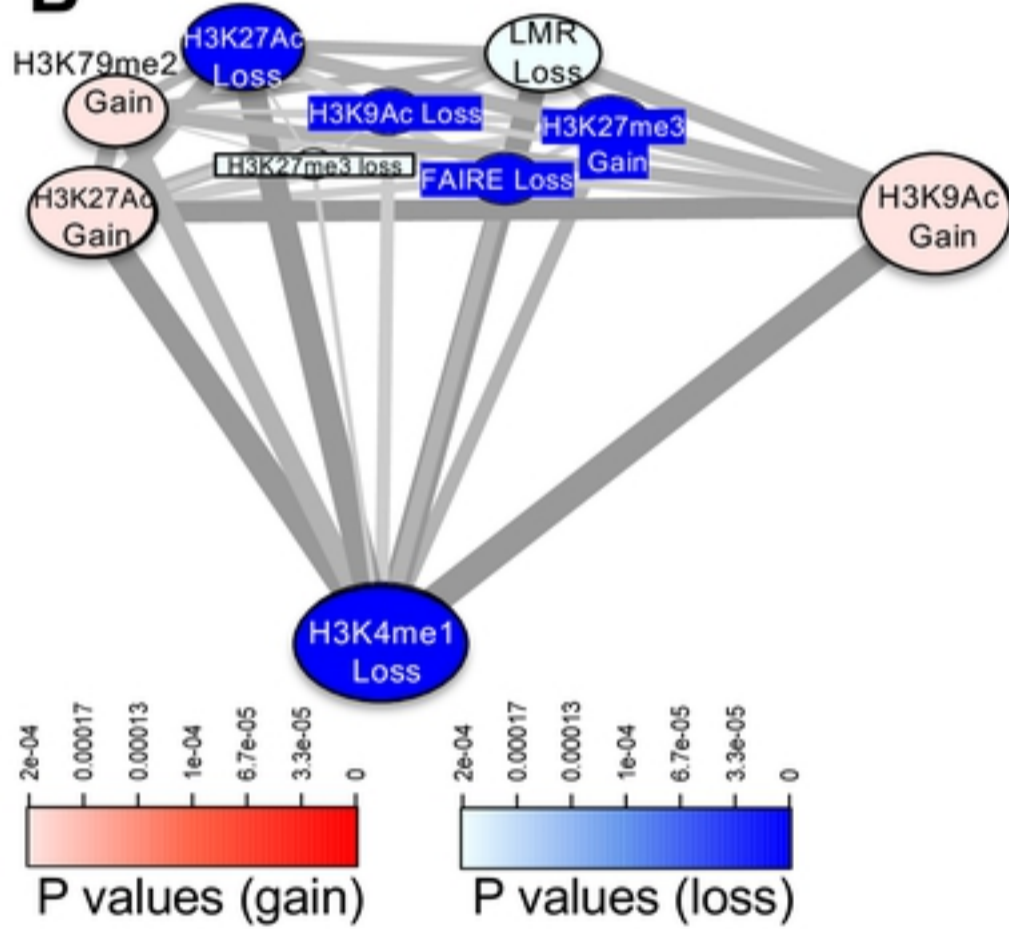 B
H3K27Ac
Loss
LMR
Loss
H3K79me2
Gain
H3K9Ac Loss
H3K27me3
Gain
H3K27me3 loss
FAIRE Loss
H3K27Ac
Gain
H3K9Ac
Gain
H3K4me1
Loss
2e-04
0.00017
0.00013
1e-04
6.7e-05
3.3e-05
0
P values (gain)
2e-04
0.00017
0.00013
1e-04
6.7e-05
3.3e-05
0
P values (loss)